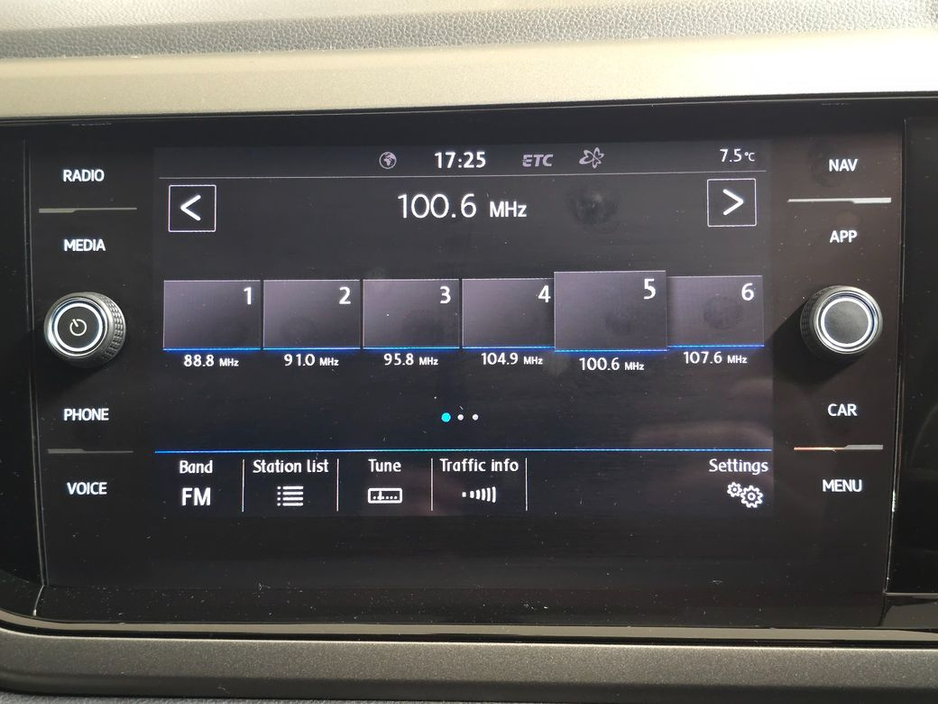 RADIO
MEDIA
PHONE
VOICE
17:25 ETC 7.5°C
< 100.6 MHz >
1 2 3 4 5 6
88.8 MHz 91.0 MHz 95.8 MHz 104.9 MHz 100.6 MHz 107.6 MHz
Band Station list Tune Traffic info Settings
FM
NAV
APP
CAR
MENU